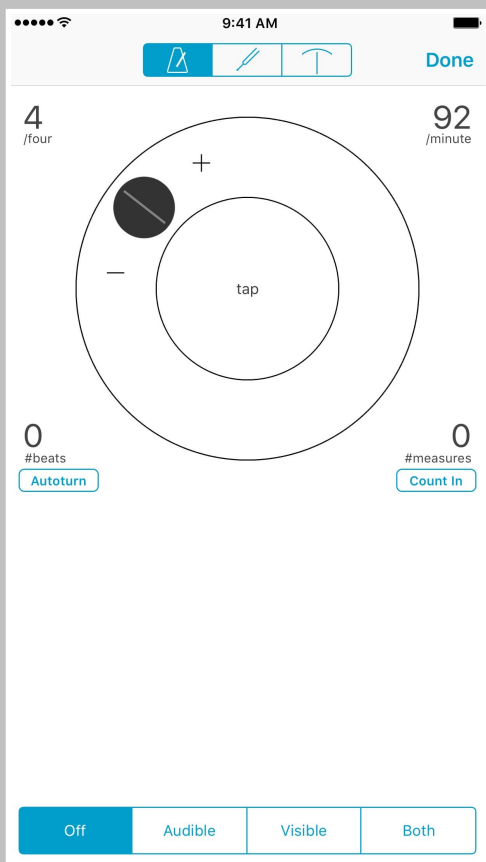 9:41 AM
Done
4
/four
92
/minute
+
tap
—
0
#beats
0
#measures
Autoturn
Count In
Off
Audible
Visible
Both